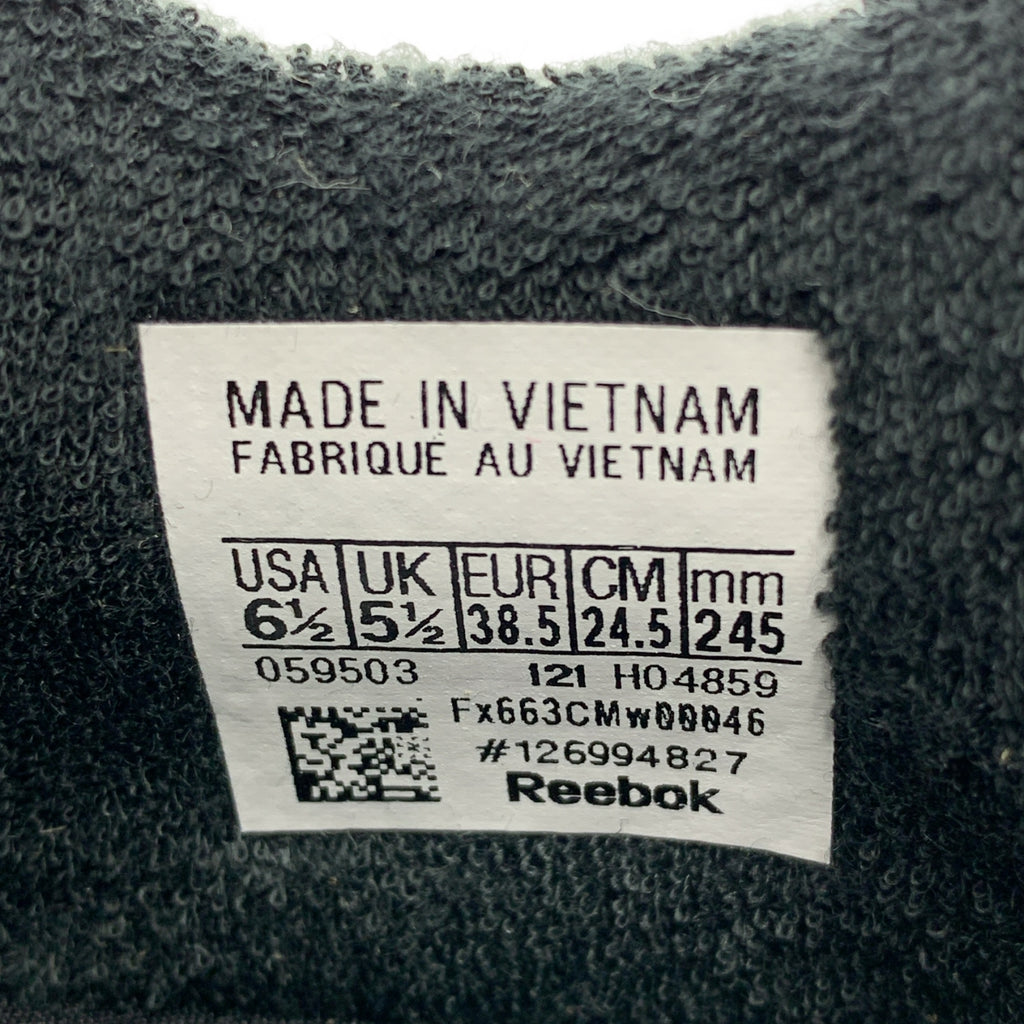 MADE IN VIETNAM
FABRIQUÉ AU VIETNAM
USA UK EUR CM mm
6½ 5½ 38.5 24.5 245
059503 121 H04859
Fx663CMw00046
#126994827
Reebok